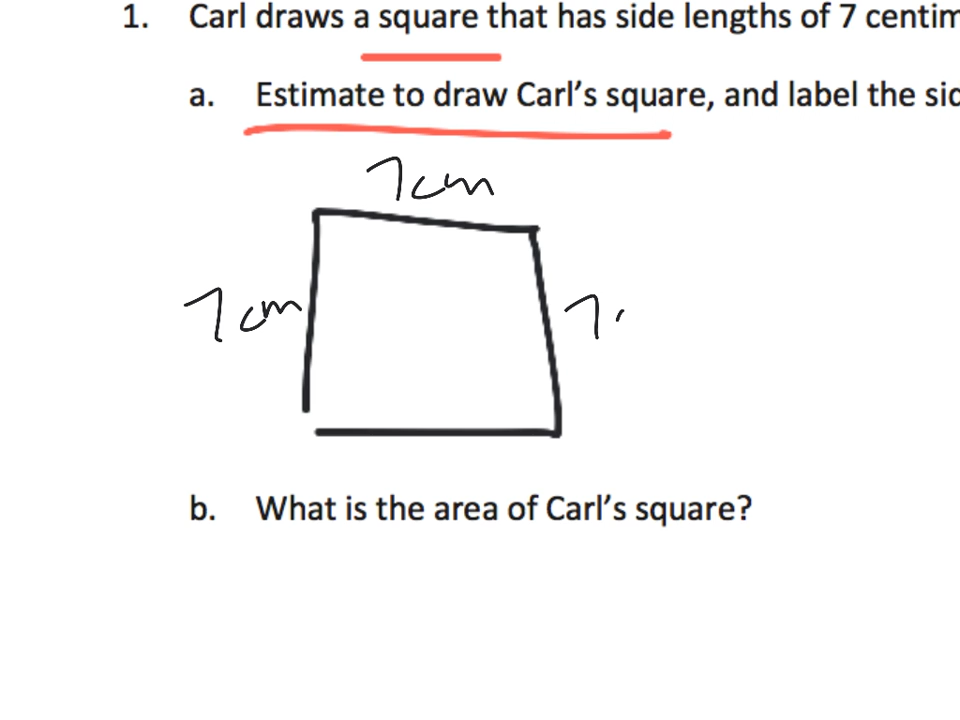 1. Carl draws a square that has side lengths of 7 centim
a. Estimate to draw Carl's square, and label the sid
7cm
7cm
7
b. What is the area of Carl's square?